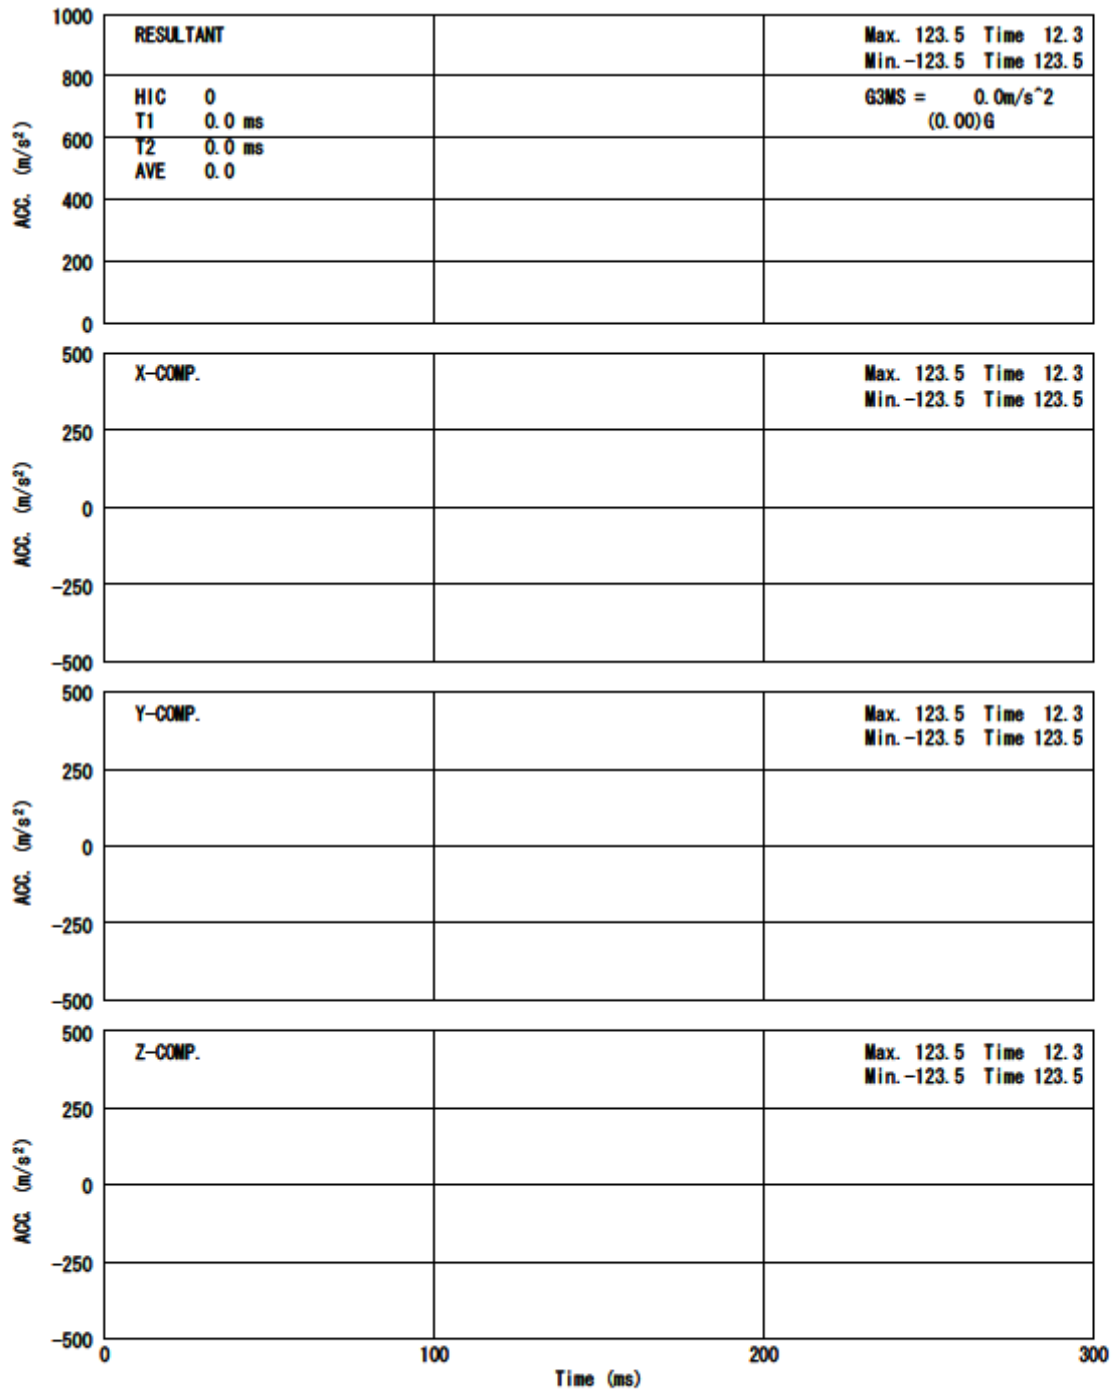 1000
RESULTANT
Max. 123.5 Time 12.3
Min.-123.5 Time 123.5
800
HIC 0
G3MS = 0.0m/s^2
T1 0.0 ms
(0.00)G
600
T2 0.0 ms
AVE 0.0
ACC. (m/s²)
400
200
0
500
X-COMP.
Max. 123.5 Time 12.3
Min.-123.5 Time 123.5
250
ACC. (m/s²)
0
-250
-500
500
Y-COMP.
Max. 123.5 Time 12.3
Min.-123.5 Time 123.5
250
ACC. (m/s²)
0
-250
-500
500
Z-COMP.
Max. 123.5 Time 12.3
Min.-123.5 Time 123.5
250
ACC. (m/s²)
0
-250
-500
0 100 200 300
Time (ms)